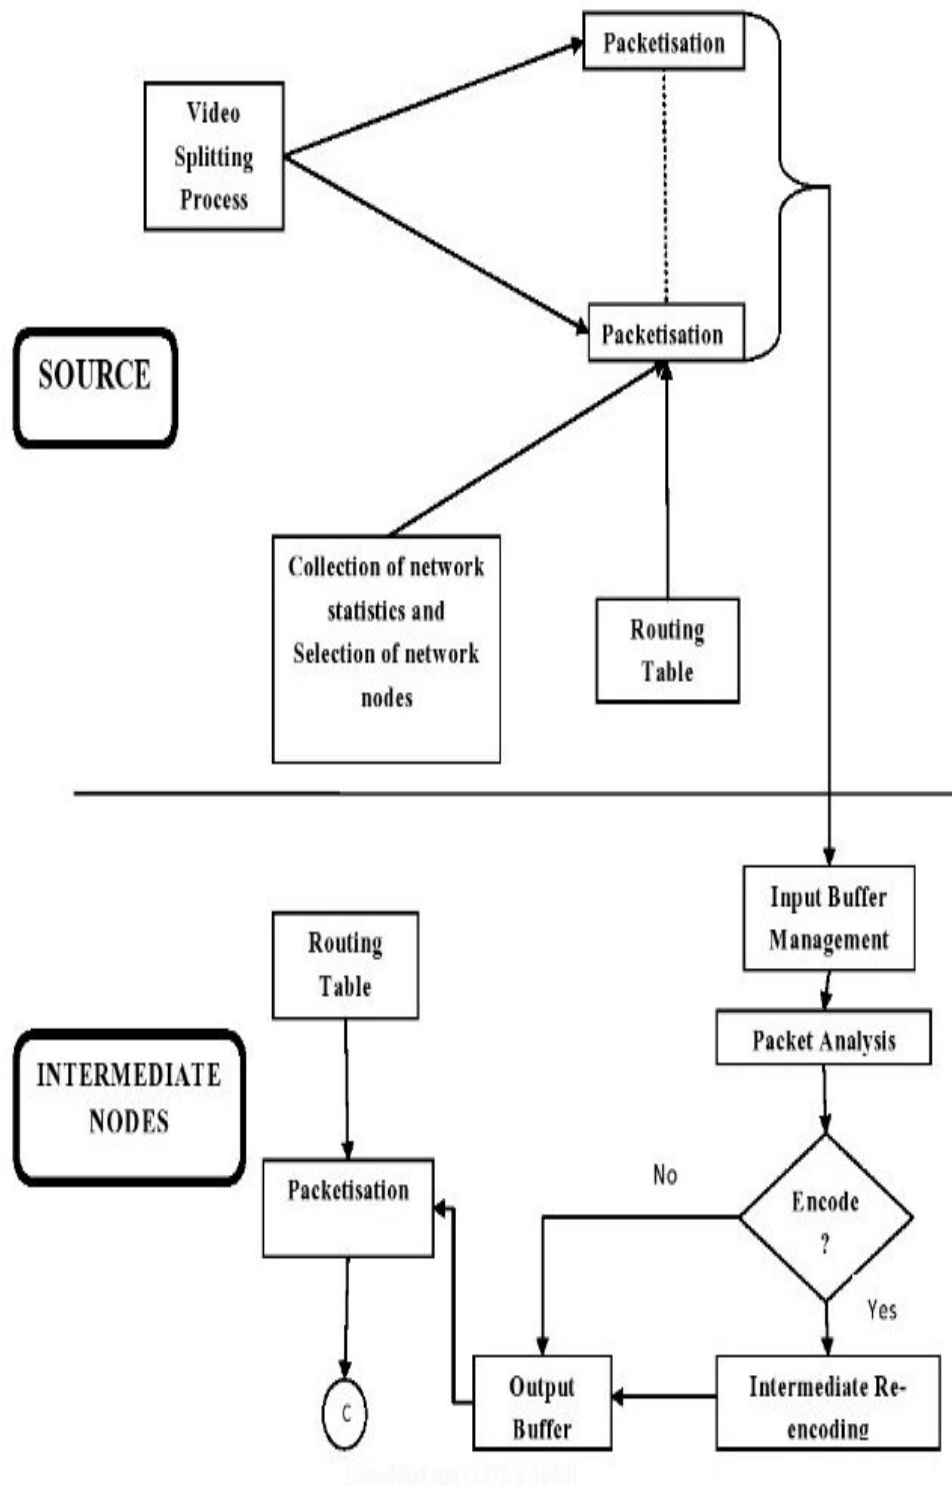 Packetisation
Video
Splitting
Process
Packetisation
SOURCE
Collection of network
statistics and
Selection of network
nodes
Routing
Table
Input Buffer
Management
Routing
Table
Packet Analysis
INTERMEDIATE
NODES
Packetisation
No
Encode
?
Yes
Output
Buffer
Intermediate Re-
encoding
C